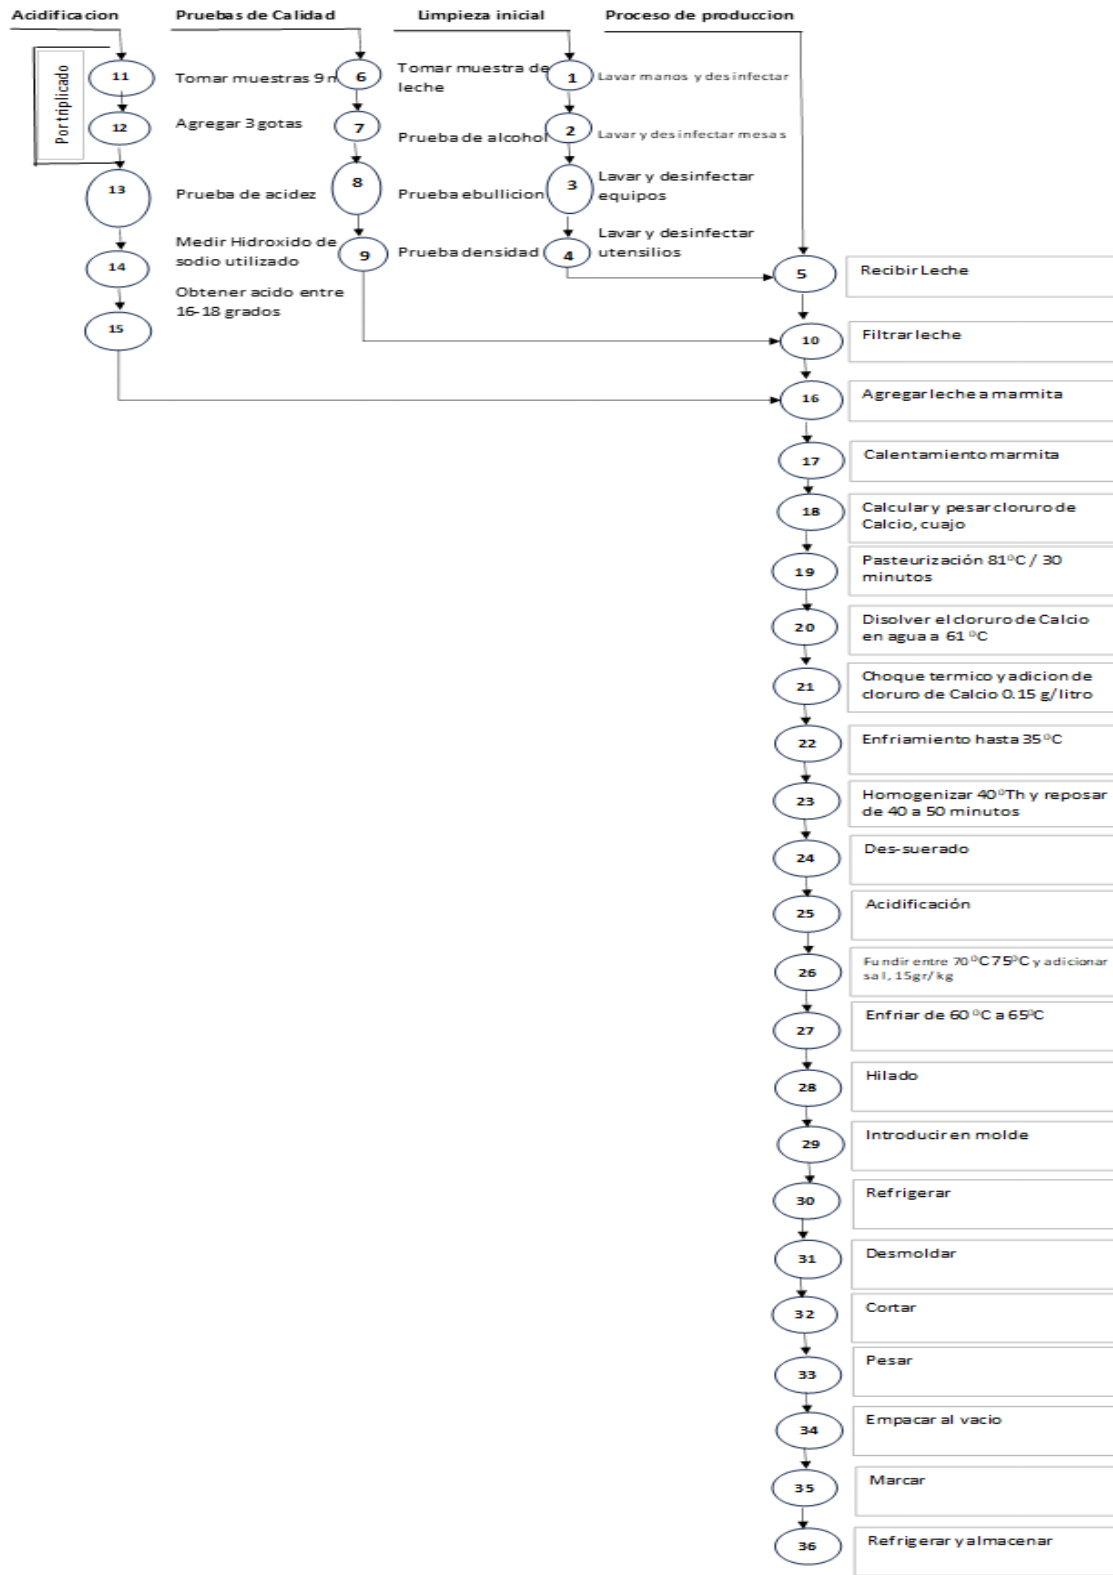 Acidificacion
Pruebas de Calidad
Limpieza inicial
Proceso de produccion
Por triplicado
11
Tomar muestras 9
6
Tomar muestra de
leche
1
Lavar manos y desinfectar
12
Agregar 3 gotas
7
Prueba de alcohol
2
Lavar y desinfectar mesas
13
Prueba de acidez
8
Prueba ebullicion
3
Lavar y desinfectar
equipos
14
Medir Hidroxido de
sodio utilizado
9
Prueba densidad
4
Lavar y desinfectar
utensilios
15
Obtener acido entre
16-18 grados
5
Recibir Leche
10
Filtrar leche
16
Agregar leche a marmita
17
Calentamiento marmita
18
Calcular y pesar cloruro de
Calcio, cuajo
19
Pasteurización 81°C / 30
minutos
20
Disolver el cloruro de Calcio
en agua a 61 °C
21
Choque termico y adicion de
cloruro de Calcio 0.15 g/litro
22
Enfriamiento hasta 35°C
23
Homogenizar 40°Th y reposar
de 40 a 50 minutos
24
Des-suerado
25
Acidificación
26
Fundir entre 70°C 75°C y adicionar
sal, 15gr/kg
27
Enfriar de 60 °C a 65°C
28
Hilado
29
Introducir en molde
30
Refrigerar
31
Desmoldar
32
Cortar
33
Pesar
34
Empacar al vacio
35
Marcar
36
Refrigerar y almacenar